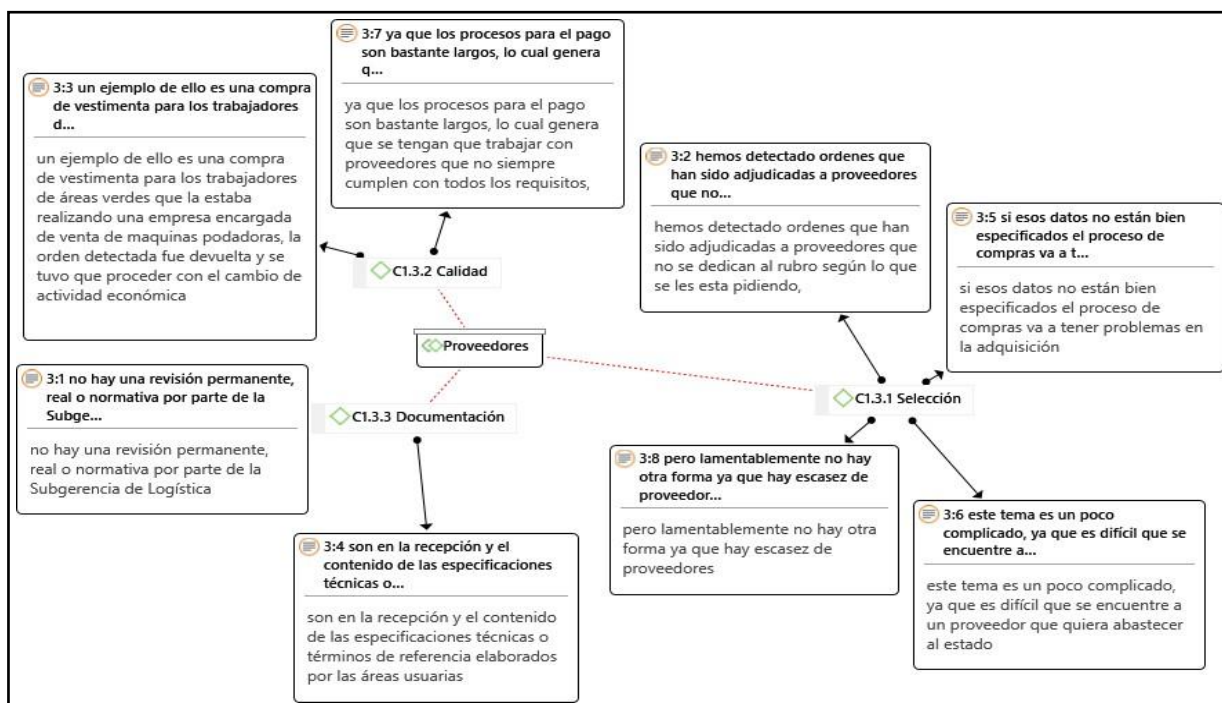 3:7 ya que los procesos para el pago
son bastante largos, lo cual genera
q...
ya que los procesos para el pago
son bastante largos, lo cual genera
que se tengan que trabajar con
proveedores que no siempre
cumplen con todos los requisitos,
3:3 un ejemplo de ello es una compra
de vestimenta para los trabajadores
d...
un ejemplo de ello es una compra
de vestimenta para los trabajadores
de áreas verdes que la estaba
realizando una empresa encargada
de venta de maquinas podadoras, la
orden detectada fue devuelta y se
tuvo que proceder con el cambio de
actividad económica
3:2 hemos detectado ordenes que
han sido adjudicadas a proveedores
que no...
hemos detectado ordenes que han
sido adjudicadas a proveedores que
no se dedican al rubro según lo que
se les esta pidiendo,
3:5 si esos datos no están bien
especificados el proceso de
compras va a t...
si esos datos no están bien
especificados el proceso de
compras va a tener problemas en
la adquisición
C1.3.2 Calidad
Proveedores
C1.3.1 Selección
C1.3.3 Documentación
3:1 no hay una revisión permanente,
real o normativa por parte de la
Subge...
no hay una revisión permanente,
real o normativa por parte de la
Subgerencia de Logística
3:8 pero lamentablemente no hay
otra forma ya que hay escasez de
proveedor...
pero lamentablemente no hay otra
forma ya que hay escasez de
proveedores
3:6 este tema es un poco
complicado, ya que es difícil que se
encuentre a...
este tema es un poco complicado,
ya que es difícil que se encuentre a
un proveedor que quiera abastecer
al estado
3:4 son en la recepción y el
contenido de las especificaciones
técnicas o...
son en la recepción y el contenido
de las especificaciones técnicas o
términos de referencia elaborados
por las áreas usuarias